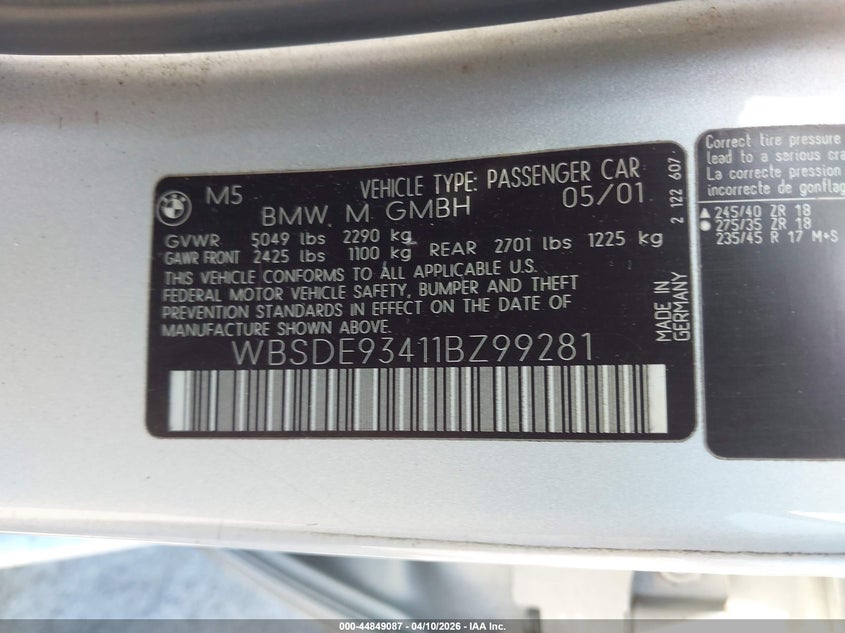 BMW
M5
VEHICLE TYPE: PASSENGER CAR
BMW M GMBH
05/01
GVWR 5049 lbs 2290 kg
GAWR FRONT 2425 lbs 1100 kg REAR 2701 lbs 1225 kg
THIS VEHICLE CONFORMS TO ALL APPLICABLE U.S.
FEDERAL MOTOR VEHICLE SAFETY, BUMPER AND THEFT
PREVENTION STANDARDS IN EFFECT ON THE DATE OF
MANUFACTURE SHOWN ABOVE.
WBSDE93411BZ99281
MADE IN
GERMANY
2 122 607
Correct tire pressure
lead to a serious cra
La correcte pression
incorrecte de gonflag
245/40 ZR 18
275/35 ZR 18
235/45 R 17 M+S
000-44849087 - 04/10/2026 - IAA Inc.